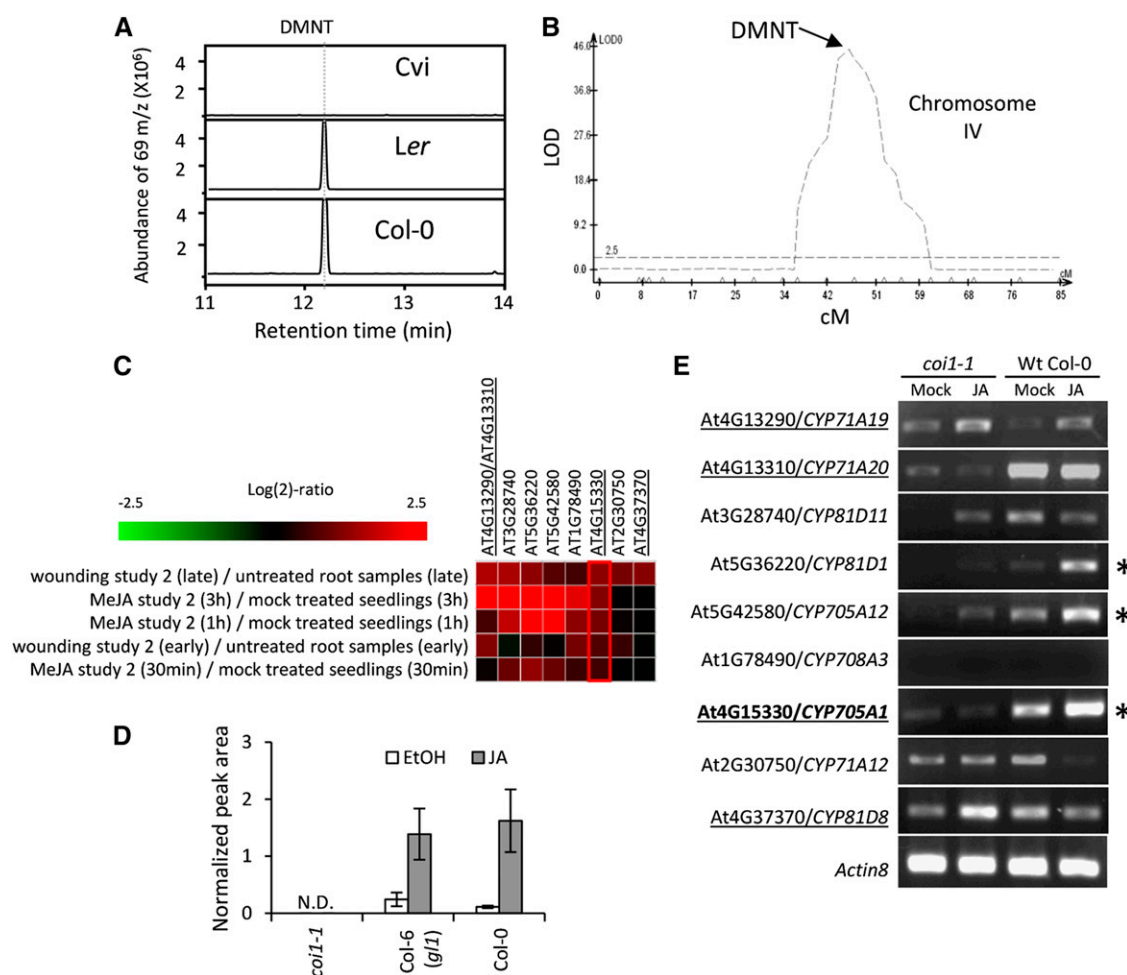 A
DMNT
Abundance of 69 m/z (X10⁶)
4
2
Cvi
4
2
Ler
4
2
Col-0
11 12 13 14
Retention time (min)
B
DMNT
LOD0
46.0
36.8
27.6
18.4
9.2
0.0
2.5
LOD
Chromosome
IV
cM
0 8 17 25 34 42 51 59 68 77 85
cM
C
Log(2)-ratio
-2.5 2.5
AT4G13290/AT4G13310
AT3G28740
AT5G36220
AT5G42580
AT1G78490
AT4G15330
AT2G30750
AT4G37370
wounding study 2 (late) / untreated root samples (late)
MeJA study 2 (3h) / mock treated seedlings (3h)
MeJA study 2 (1h) / mock treated seedlings (1h)
wounding study 2 (early) / untreated root samples (early)
MeJA study 2 (30min) / mock treated seedlings (30min)
D
Normalized peak area
3
2
1
0
EtOH JA
N.D.
coi1-1
Col-6
(gl1)
Col-0
E
coi1-1 Wt Col-0
Mock JA Mock JA
At4G13290/CYP71A19
At4G13310/CYP71A20
At3G28740/CYP81D11
At5G36220/CYP81D1 *
At5G42580/CYP705A12 *
At1G78490/CYP708A3
At4G15330/CYP705A1 *
At2G30750/CYP71A12
At4G37370/CYP81D8
Actin8